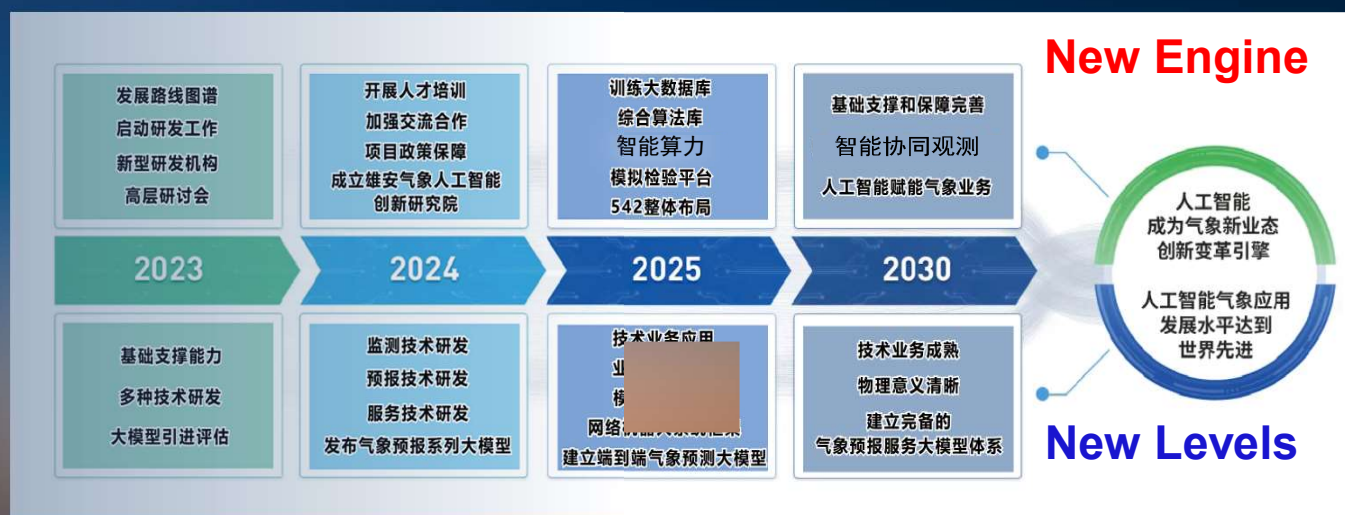 New Engine
发展路线图谱
启动研发工作
新型研发机构
高层研讨会
开展人才培训
加强交流合作
项目政策保障
成立雄安气象人工智能
创新研究院
训练大数据库
综合算法库
智能算力
模拟检验平台
542整体布局
基础支撑和保障完善
智能协同观测
人工智能赋能气象业务
2023
2024
2025
2030
人工智能
成为气象新业态
创新变革引擎
人工智能气象应用
发展水平达到
世界先进
基础支撑能力
多种技术研发
大模型引进评估
监测技术研发
预报技术研发
服务技术研发
发布气象预报系列大模型
技术业务应用
业
模
网络
建立端到端气象预测大模型
技术业务成熟
物理意义清晰
建立完备的
气象预报服务大模型体系
New Levels